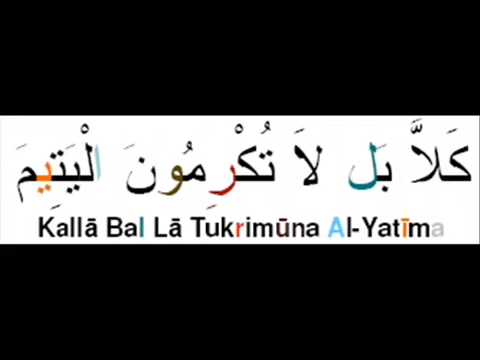 كَلاَّ بَل لاَ تُكْرِمُونَ الْيَتِيمَ
Kallā Bal Lā Tukrimūna Al-Yatīma